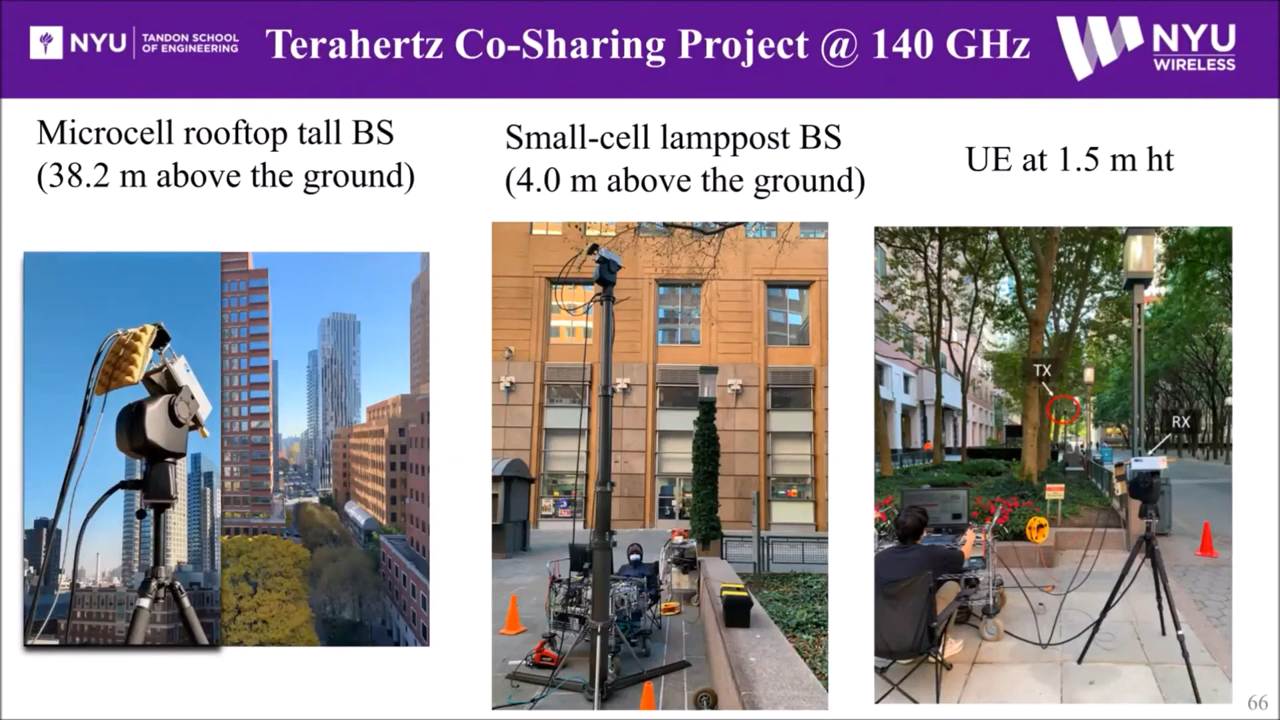 NYU
TANDON SCHOOL
OF ENGINEERING
Terahertz Co-Sharing Project @ 140 GHz
NYU
WIRELESS
Microcell rooftop tall BS
(38.2 m above the ground)
Small-cell lamppost BS
(4.0 m above the ground)
UE at 1.5 m ht
TX
RX
66